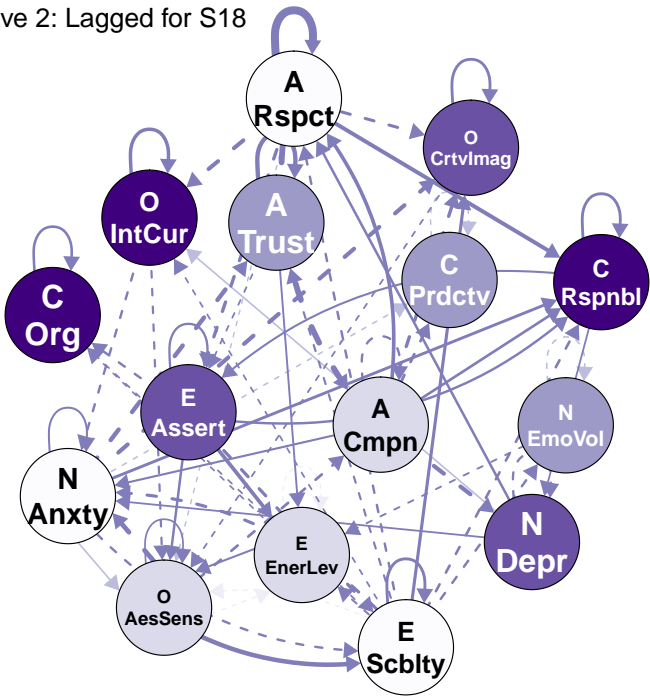 ve 2: Lagged for S18
A
Rspct
O
CrtvImag
O
IntCur
A
Trust
C
Prdctv
C
Rspnbl
C
Org
E
Assert
A
Cmpn
N
EmoVol
N
Anxty
E
EnerLev
N
Depr
O
AesSens
E
Scblty